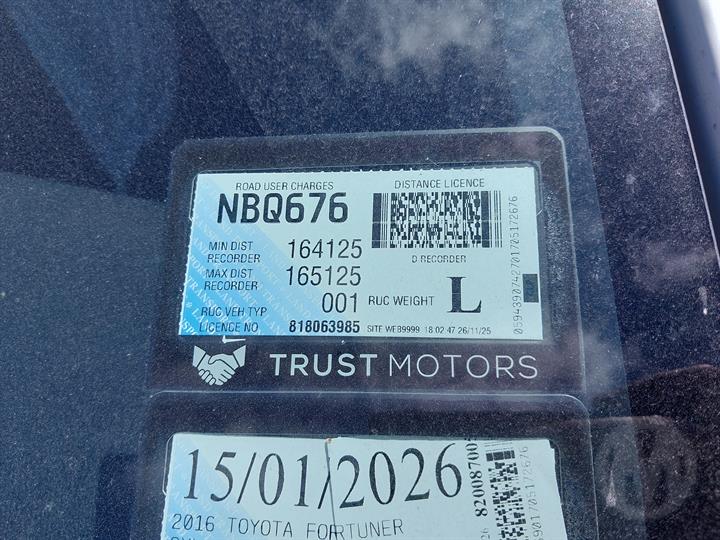 ROAD USER CHARGES DISTANCE LICENCE
NBQ676
MIN DIST RECORDER 164125
D RECORDER
MAX DIST RECORDER 165125
RUC VEH TYP 001 RUC WEIGHT L
LICENCE NO 818063985 SITE WEB9999 18 02 47 26/11/25
0594390742701705172676
TRUST MOTORS
15/01/2026
2016 TOYOTA FORTUNER